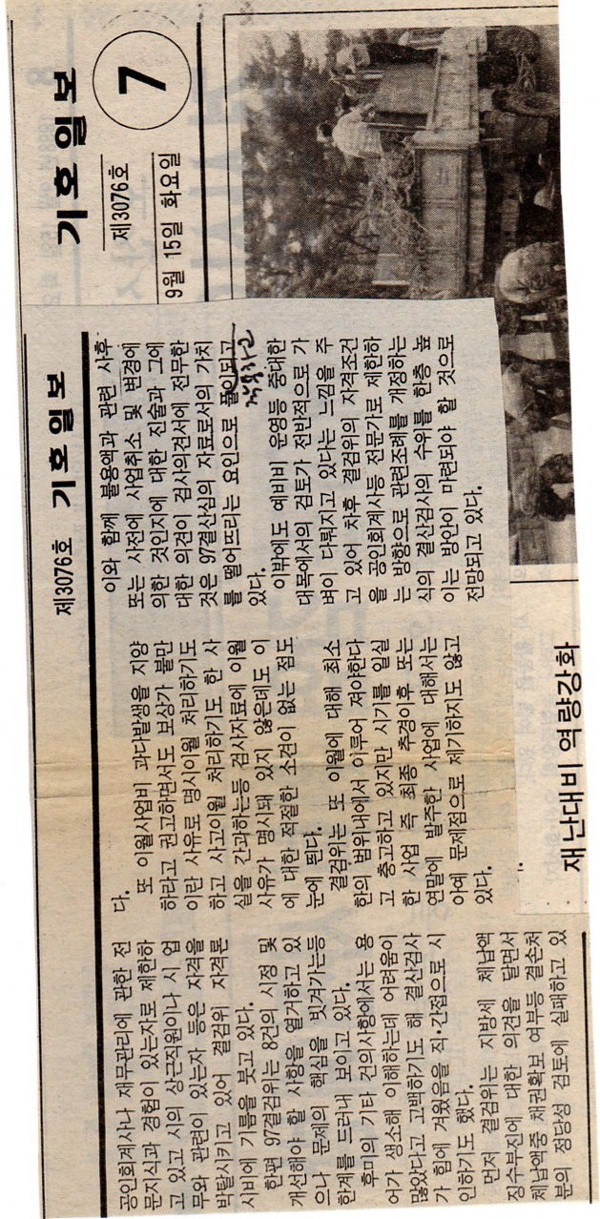 기호일보
7
제3076호
9월 15일 화요일
제3076호 기호일보
공인회계사나 재무관리에 관한 전
문지식과 경험이 있는자로 제한하
고 있고 시의 상근직원이나 시 업
무와 관련이 있는자 등은 자격을
박탈시키고 있어 결검위 자격론
시비에 기름을 붓고 있다.
한편 97결검위는 8건의 시정 및
개선해야 할 사항을 열거하고 있
으나 문제의 핵심을 빗겨가는등
한계를 드러내 보이고 있다.
후미의 기타 건의사항에서는 용
어가 생소해 이해하는데 어려움이
많았다고 고백하기도 해 결산검사
가 힘에 겨웠음을 직·간접으로 시
인하기도 했다.
먼저 결검위는 지방세 체납액
징수부진에 대한 의견을 달면서
체납액중 채권확보 여부등 결손처
분의 정당성 검토에 실패하고 있
다.
또 이월사업비 과다발생을 지양
하라고 권고하면서도 보상가 불만
이란 사유로 명시이월 처리하기도
하고 사고이월 처리하기도 한 사
실을 간과하는등 검사자료에 이월
사유가 명시돼 있지 않은데도 이
에 대한 적절한 소견이 없는 점도
눈에 띈다.
결검위는 또 이월에 대해 최소
한의 범위내에서 이루어 져야한다
고 충고하고 있지만 시기를 일실
한 사업 즉 최종 추경이후 또는
연말에 발주한 사업에 대해서는
아예 문제점으로 제기하지도 않고
있다.
이와 함께 불용액과 관련 사후
또는 사전에 사업취소 및 변경에
의한 것인지에 대한 진술과 그에
대한 의견이 검사의견서에 전무한
것은 97결산심의 자료로서의 가치
를 떨어뜨리는 요인으로 풀이되고
있다.
이밖에도 예비비 운영등 중대한
대목에서의 검토가 전반적으로 가
볍이 다뤄지고 있다는 느낌을 주
고 있어 차후 결검위의 자격조건
을 공인회계사등 전문가로 제한하
는 방향으로 관련조례를 개정하는
식의 결산검사의 수위를 한층 높
이는 방안이 마련되야 할 것으로
전망되고 있다.
재난대비 역량강화